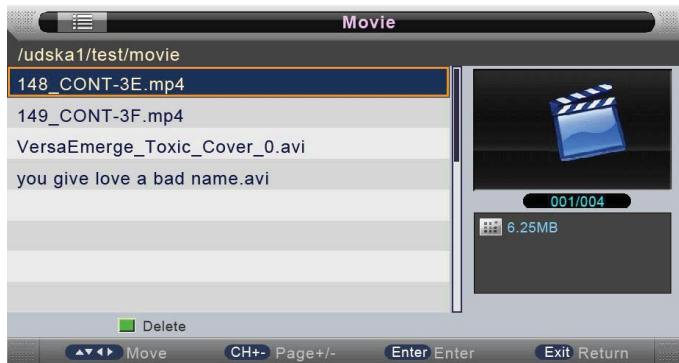 Movie
/udska1/test/movie
148_CONT-3E.mp4
149_CONT-3F.mp4
VersaEmerge_Toxic_Cover_0.avi
you give love a bad name.avi
001/004
6.25MB
Delete
Move CH+- Page+/- Enter Enter Exit Return